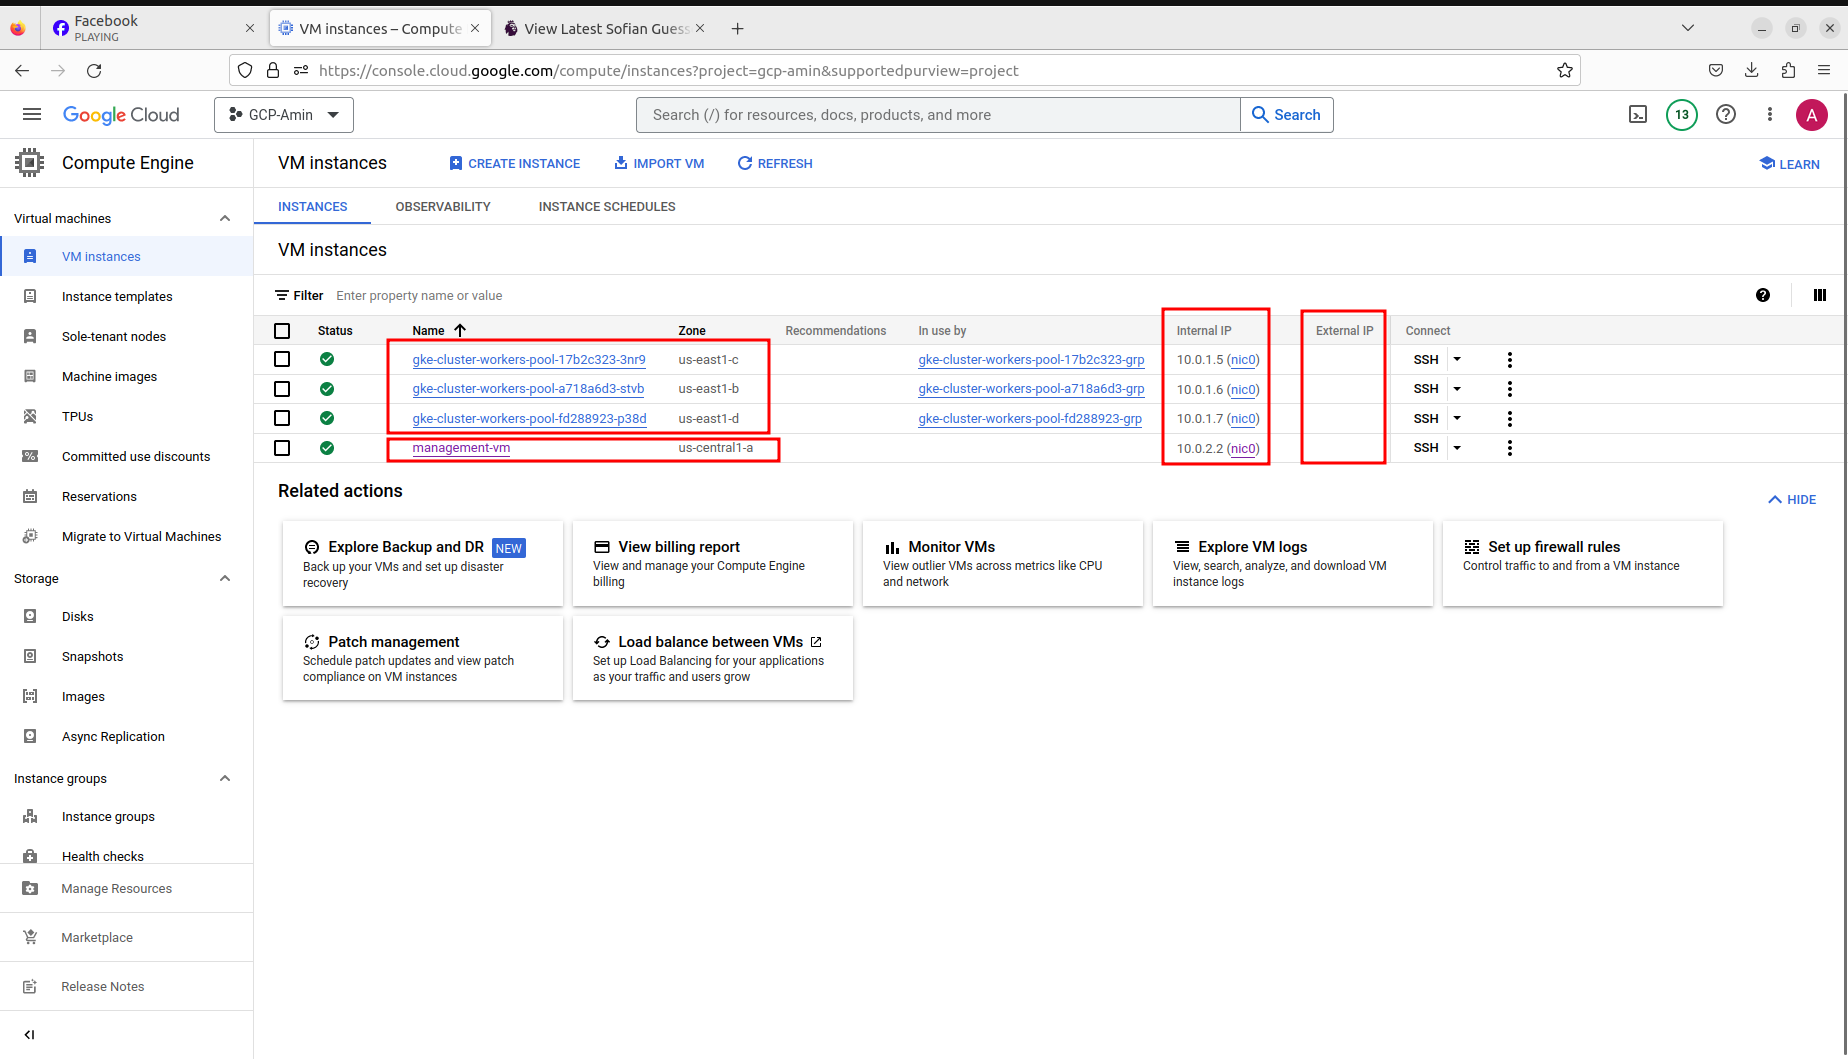 Facebook
PLAYING
VM instances – Compute
View Latest Sofian Guess
https://console.cloud.google.com/compute/instances?project=gcp-amin&supportedpurview=project
Google Cloud
GCP-Amin
Search (/) for resources, docs, products, and more
Search
13
A
Compute Engine
VM instances
CREATE INSTANCE
IMPORT VM
REFRESH
LEARN
Virtual machines
VM instances
Instance templates
Sole-tenant nodes
Machine images
TPUs
Committed use discounts
Reservations
Migrate to Virtual Machines
Storage
Disks
Snapshots
Images
Async Replication
Instance groups
Instance groups
Health checks
Manage Resources
Marketplace
Release Notes
INSTANCES OBSERVABILITY INSTANCE SCHEDULES
VM instances
Filter Enter property name or value
Status Name Zone Recommendations In use by Internal IP External IP Connect
gke-cluster-workers-pool-17b2c323-3nr9 us-east1-c gke-cluster-workers-pool-17b2c323-grp 10.0.1.5 (nic0) SSH
gke-cluster-workers-pool-a718a6d3-stvb us-east1-b gke-cluster-workers-pool-a718a6d3-grp 10.0.1.6 (nic0) SSH
gke-cluster-workers-pool-fd288923-p38d us-east1-d gke-cluster-workers-pool-fd288923-grp 10.0.1.7 (nic0) SSH
management-vm us-central1-a 10.0.2.2 (nic0) SSH
Related actions
HIDE
Explore Backup and DR NEW
Back up your VMs and set up disaster
recovery
View billing report
View and manage your Compute Engine
billing
Monitor VMs
View outlier VMs across metrics like CPU
and network
Explore VM logs
View, search, analyze, and download VM
instance logs
Set up firewall rules
Control traffic to and from a VM instance
Patch management
Schedule patch updates and view patch
compliance on VM instances
Load balance between VMs
Set up Load Balancing for your applications
as your traffic and users grow